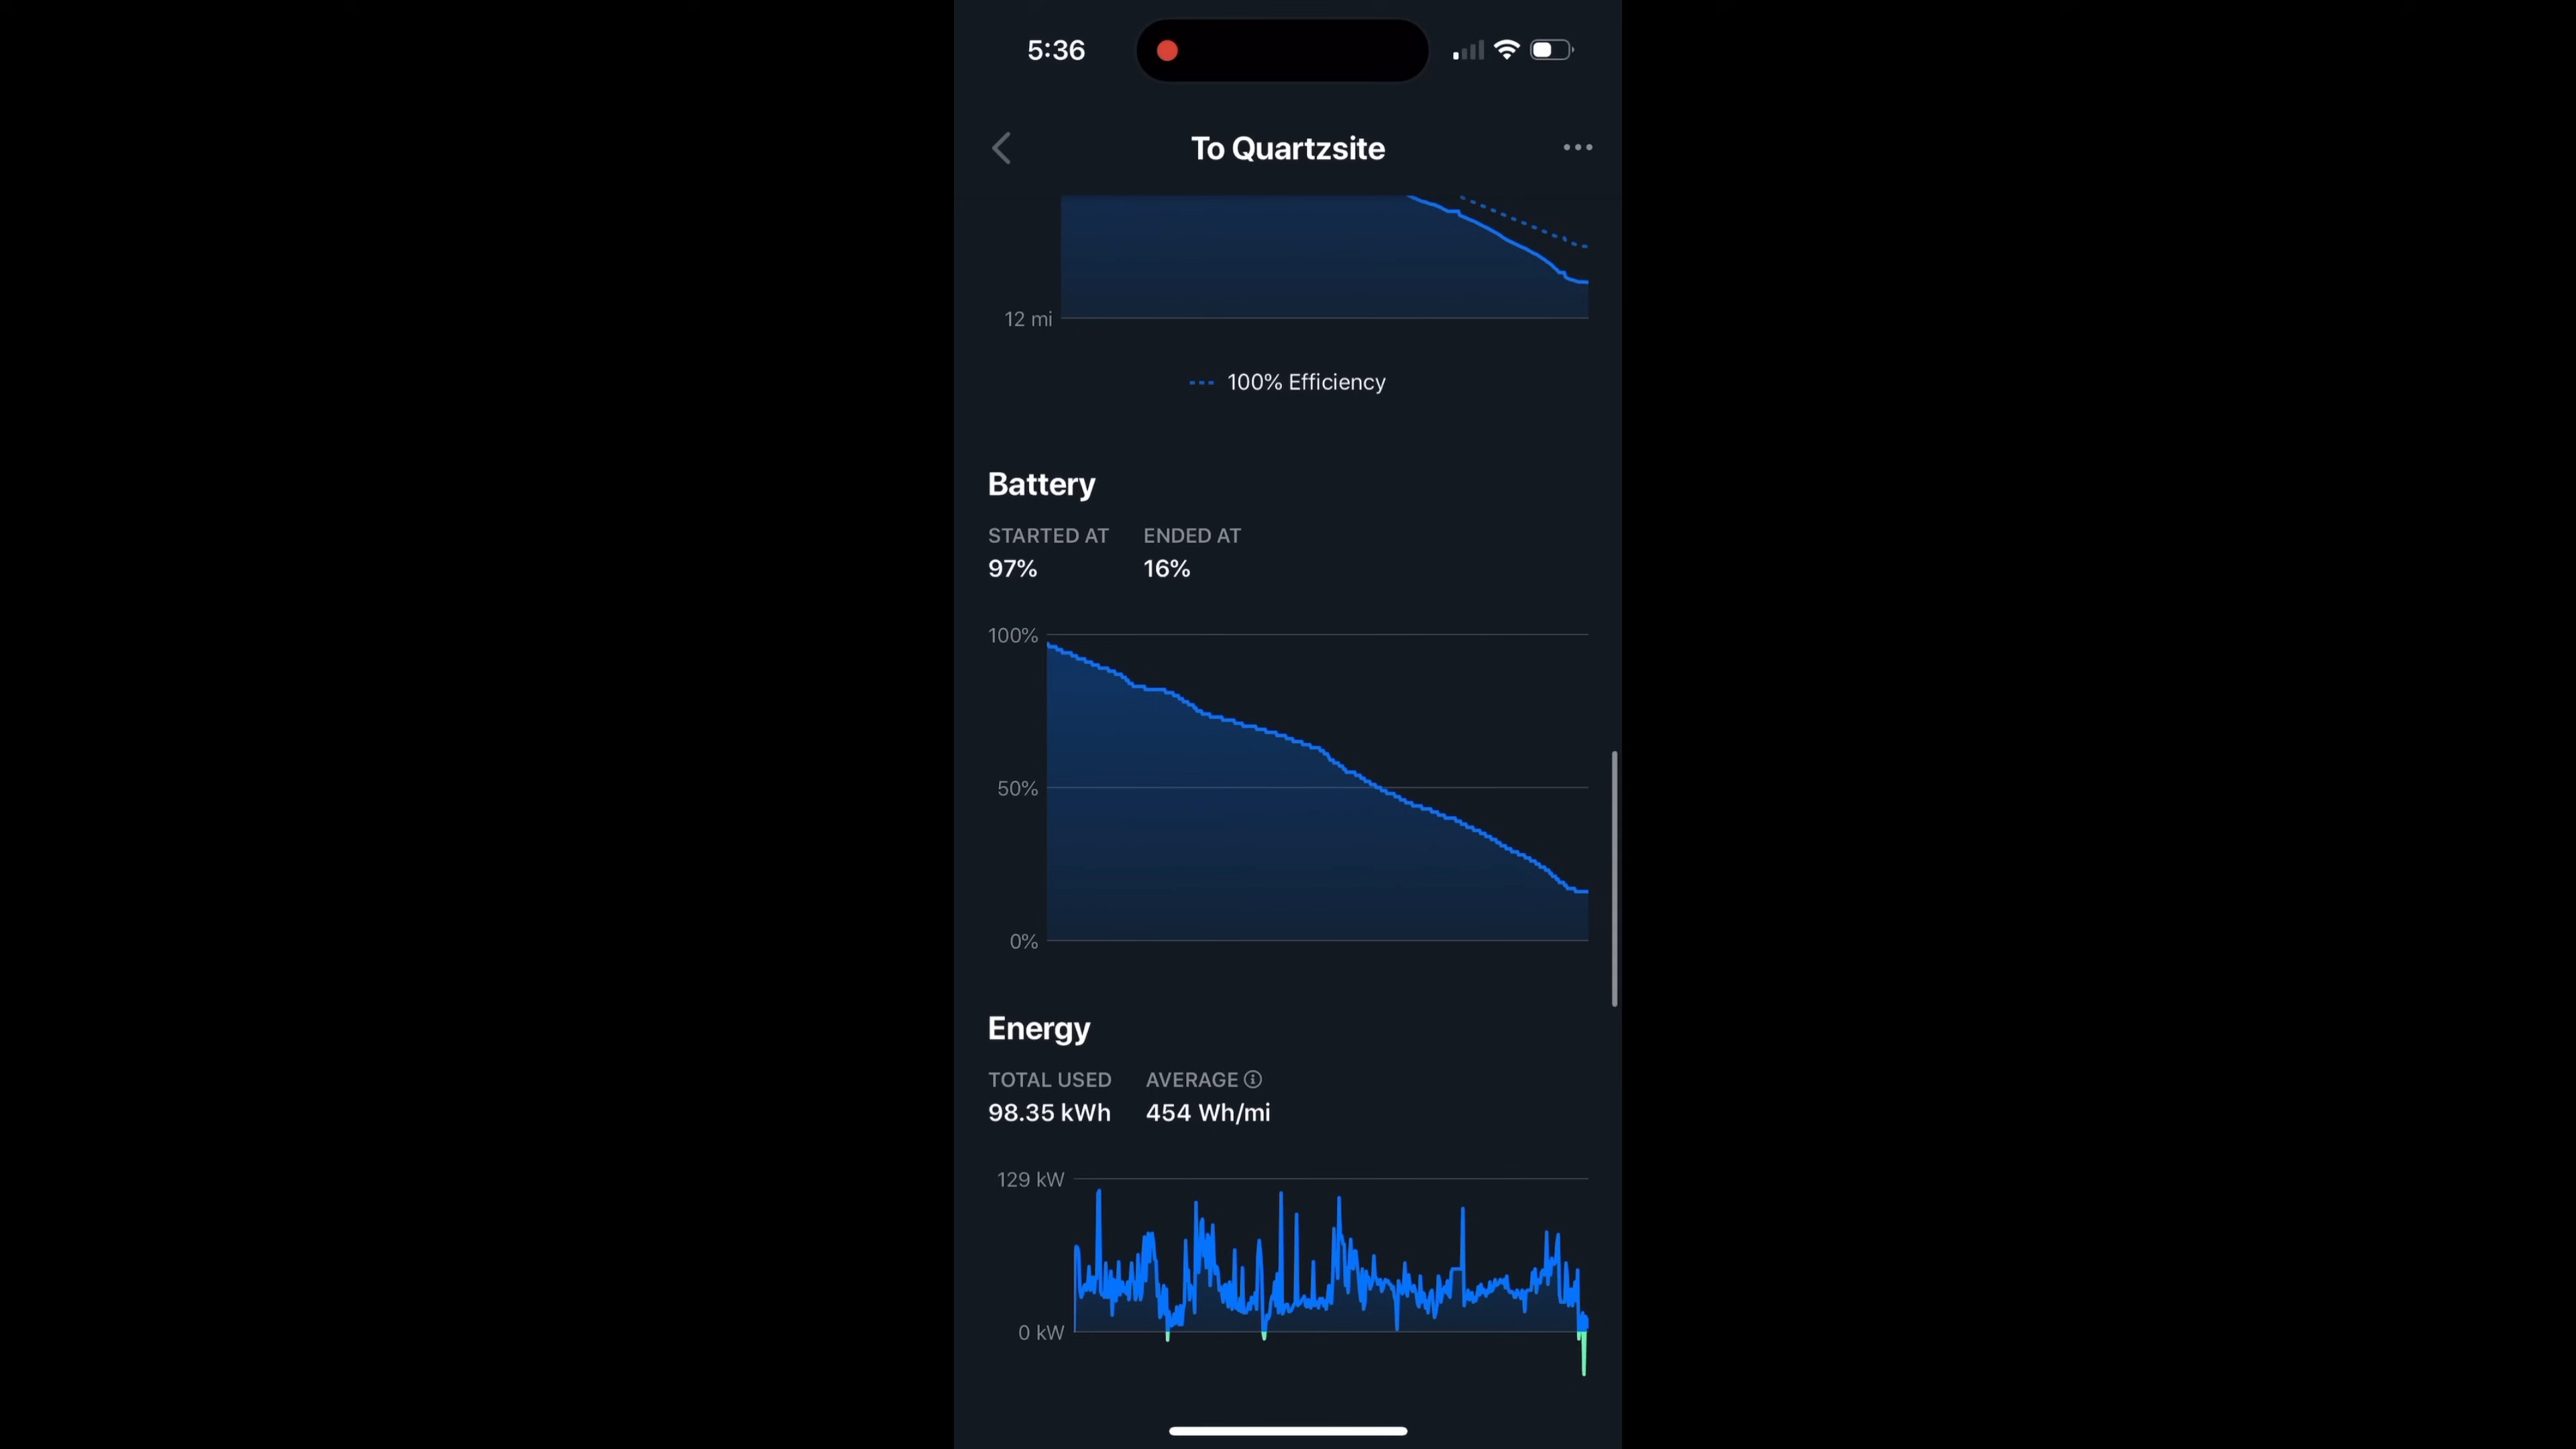 5:36
To Quartzsite
12 mi
100% Efficiency
Battery
STARTED AT ENDED AT
97% 16%
100%
50%
0%
Energy
TOTAL USED AVERAGE
98.35 kWh 454 Wh/mi
129 kW
0 kW